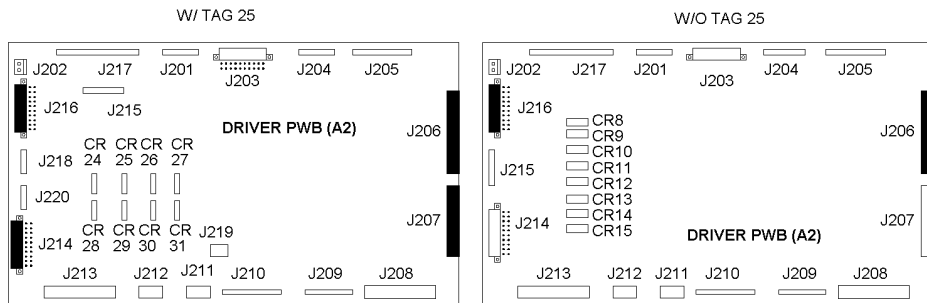 W/ TAG 25
J202 J217 J201 J203 J204 J205
J216 J215
DRIVER PWB (A2)
J206
CR 24 CR 25 CR 26 CR 27
J218
J220
J207
J214
CR 28 CR 29 CR 30 CR 31
J219
J213 J212 J211 J210 J209 J208
W/O TAG 25
J202 J217 J201 J203 J204 J205
J216
CR8
CR9
J206
CR10
J215
CR11
CR12
CR13
J214
J207
CR14
CR15
DRIVER PWB (A2)
J213 J212 J211 J210 J209 J208